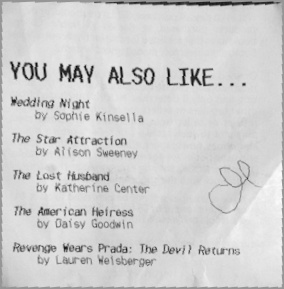 YOU MAY ALSO LIKE...
Wedding Night
by Sophie Kinsella
The Star Attraction
by Alison Sweeney
The Lost Husband
by Katherine Center
The American Heiress
by Daisy Goodwin
Revenge Wears Prada: The Devil Returns
by Lauren Weisberger